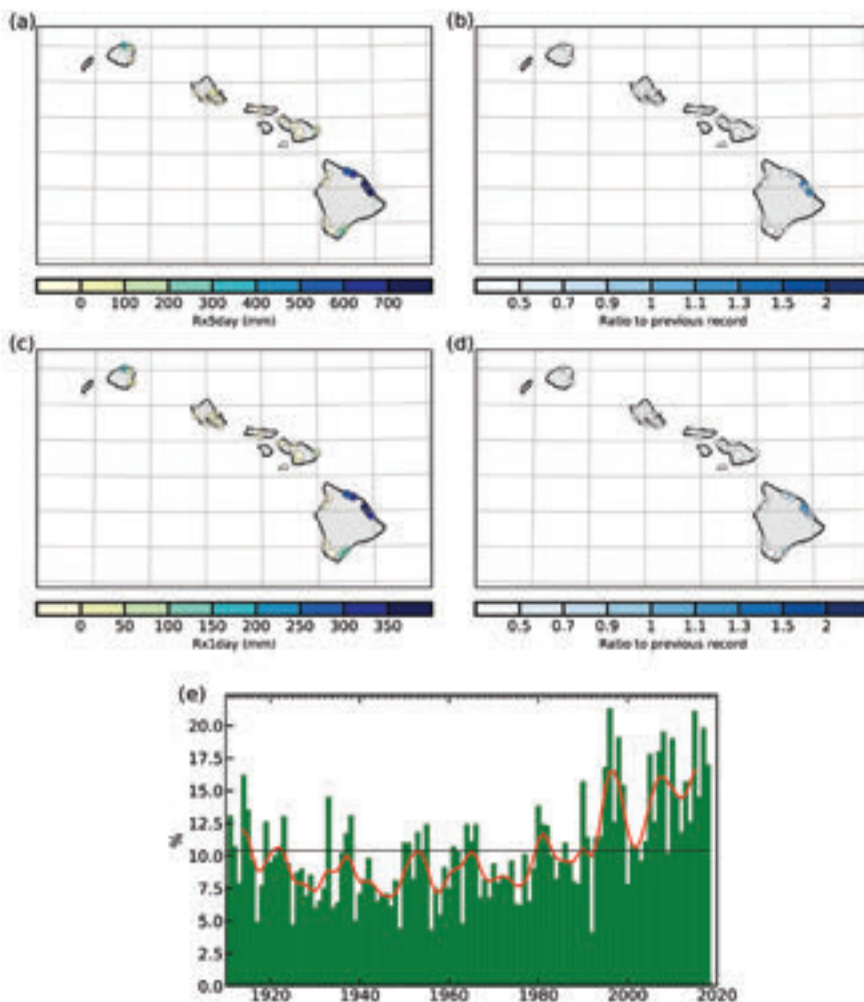 (a)
(b)
0 100 200 300 400 500 600 700
Rx5day (mm)
0.5 0.7 0.9 1 1.1 1.3 1.5 2
Ratio to previous record
(c)
(d)
0 50 100 150 200 250 300 350
Rx1day (mm)
0.5 0.7 0.9 1 1.1 1.3 1.5 2
Ratio to previous record
(e)
20.0
17.5
15.0
12.5
10.0
7.5
5.0
2.5
0.0
%
1920 1940 1960 1980 2000 2020